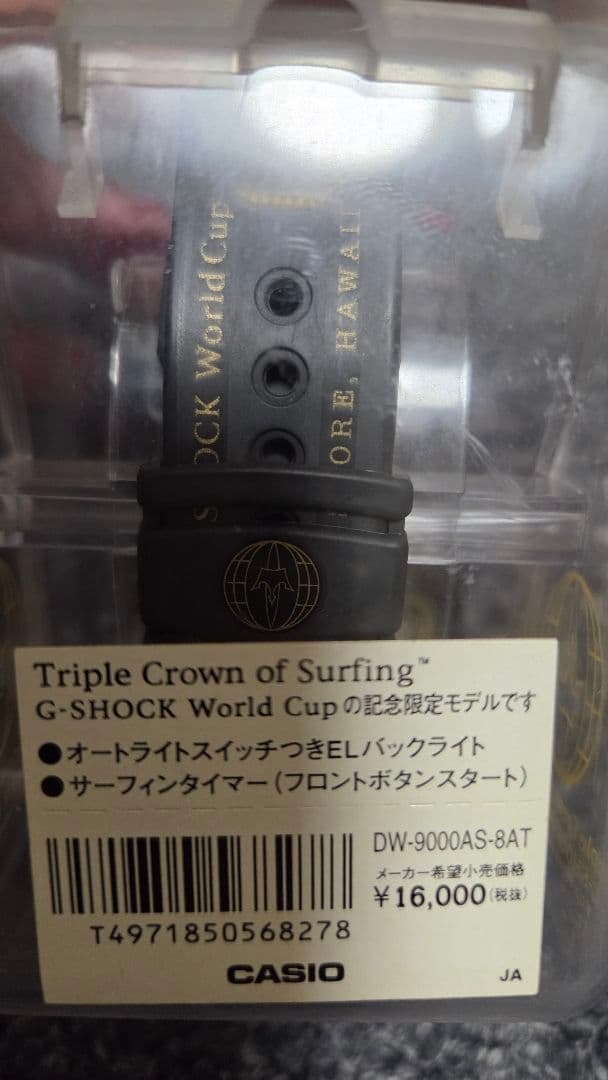 SHOCK World Cup
ORE, HAWAII
Triple Crown of Surfing™
G-SHOCK World Cupの記念限定モデルです
●オートライトスイッチつきELバックライト
●サーフィンタイマー（フロントボタンスタート）
DW-9000AS-8AT
メーカー希望小売価格
¥16,000（税抜）
T4971850568278
CASIO
JA